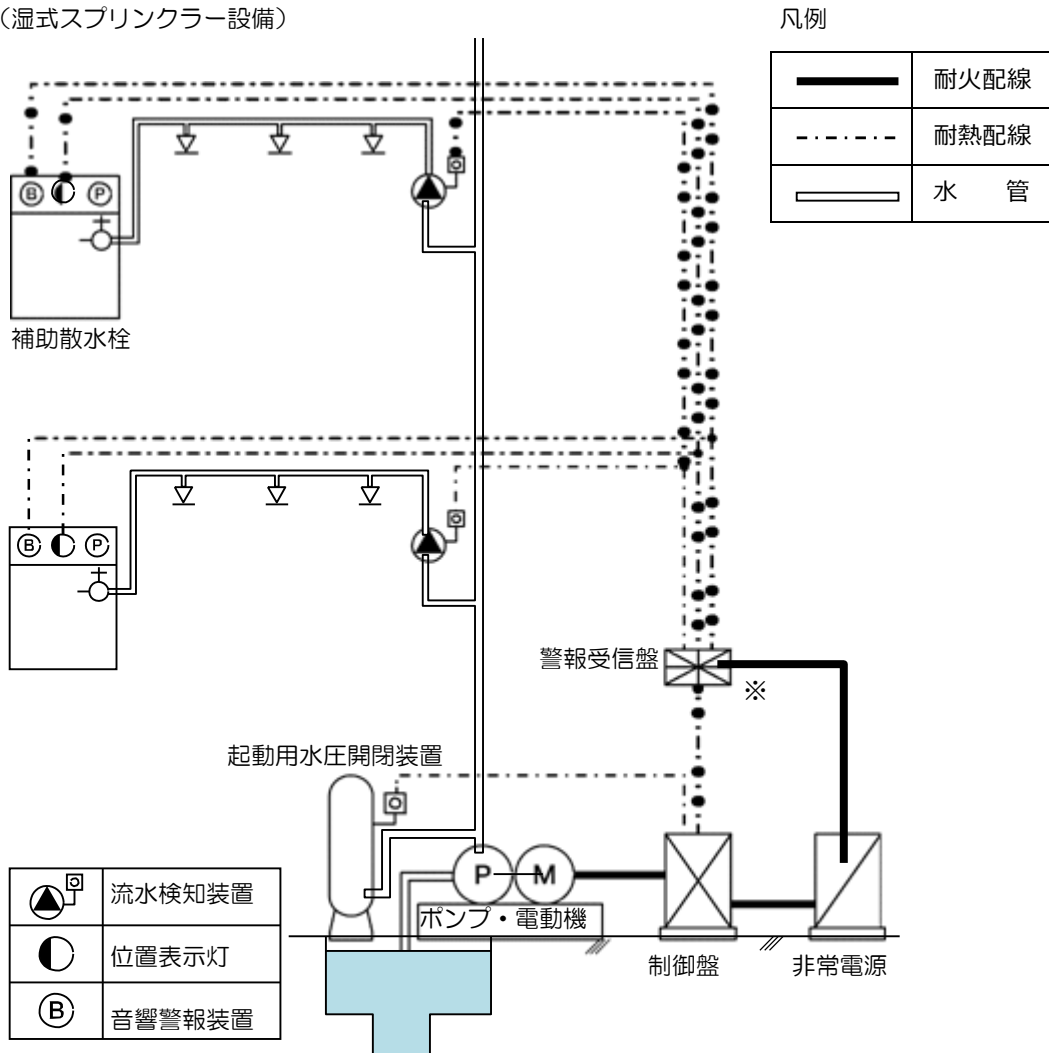 (湿式スプリンクラー設備)
凡例
耐火配線
耐熱配線
水　管
B P
補助散水栓
B P
警報受信盤
※
起動用水圧開閉装置
P M
ポンプ・電動機
制御盤
非常電源
流水検知装置
位置表示灯
B 音響警報装置